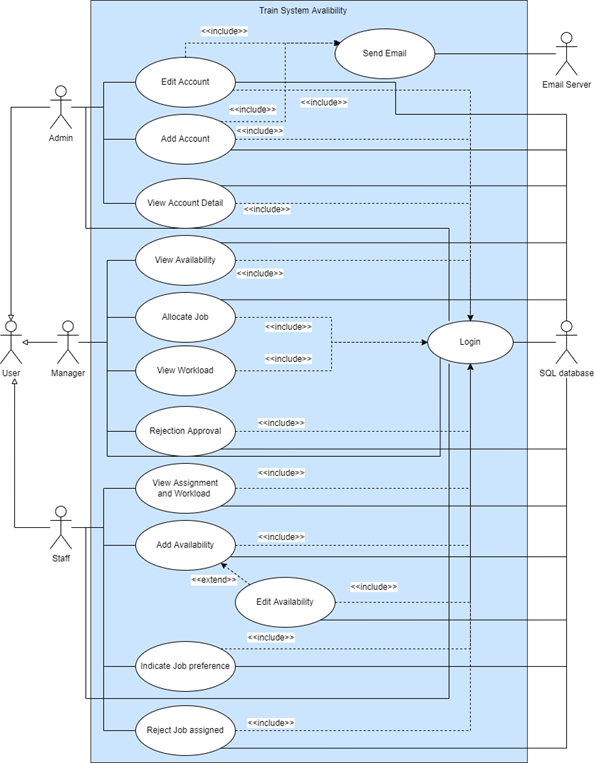 Train System Avalibility
<<include>>
Send Email
Email Server
Edit Account
<<include>>
<<include>>
Admin
Add Account
<<include>>
View Account Detail
<<include>>
View Availability
<<include>>
Allocate Job
<<include>>
User
Manager
View Workload
<<include>>
Login
SQL database
Rejection Approval
<<include>>
View Assignment
and Workload
<<include>>
Staff
Add Availability
<<include>>
<<extend>>
Edit Availability
<<include>>
<<include>>
Indicate Job preference
Reject Job assigned
<<include>>